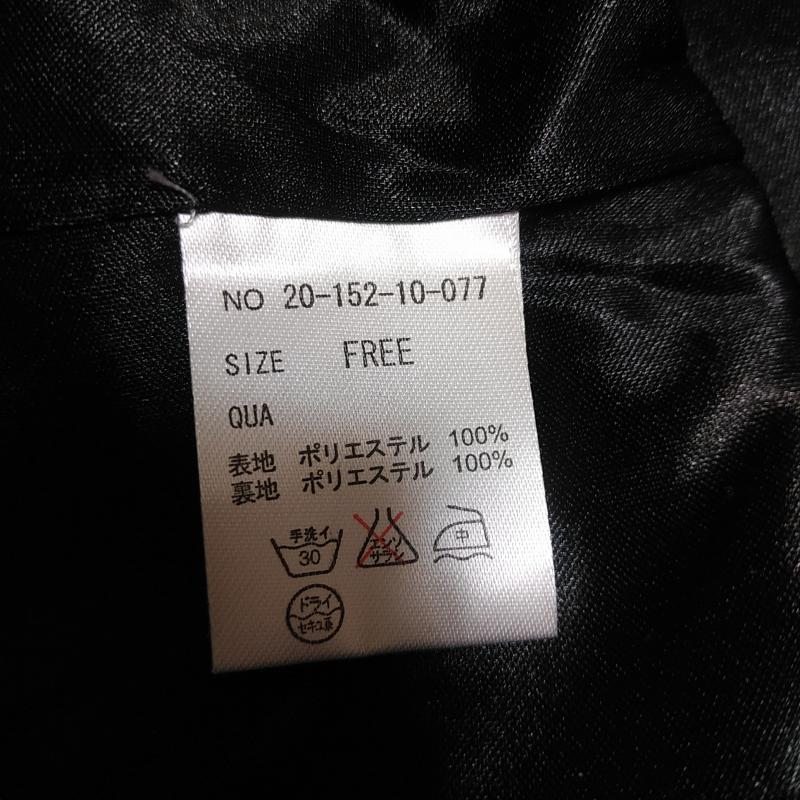 NO 20-152-10-077
SIZE FREE
QUA
表地 ポリエステル 100%
裏地 ポリエステル 100%
手洗イ
30
エンソ
サラシ
中
ドライ
セキユ系